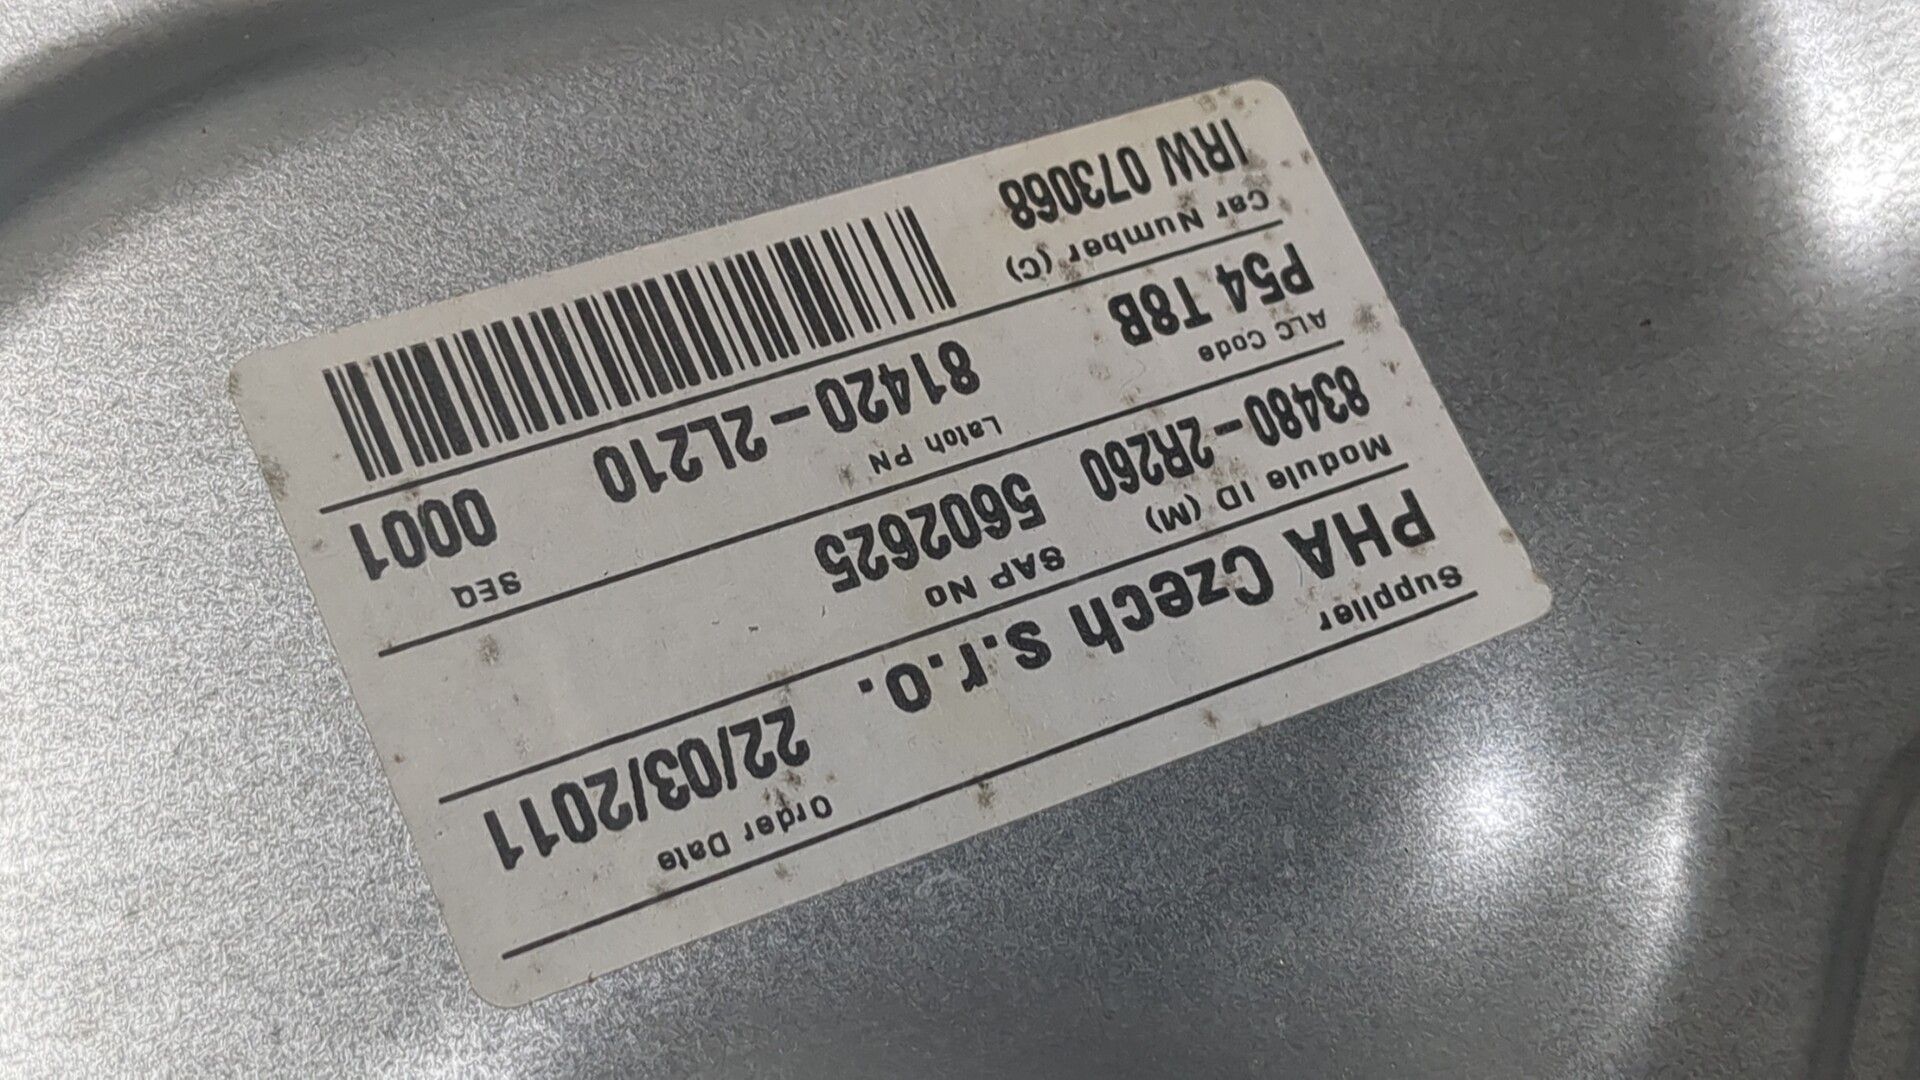 Supplier Order Date
PHA Czech s.r.o. 22/03/2011
Module ID (M) SAP No
83480-2R260 5602625
ALC Code Latch PN SEQ
P54 T8B 81420-2L210 0001
Car Number (C)
IRW 073068